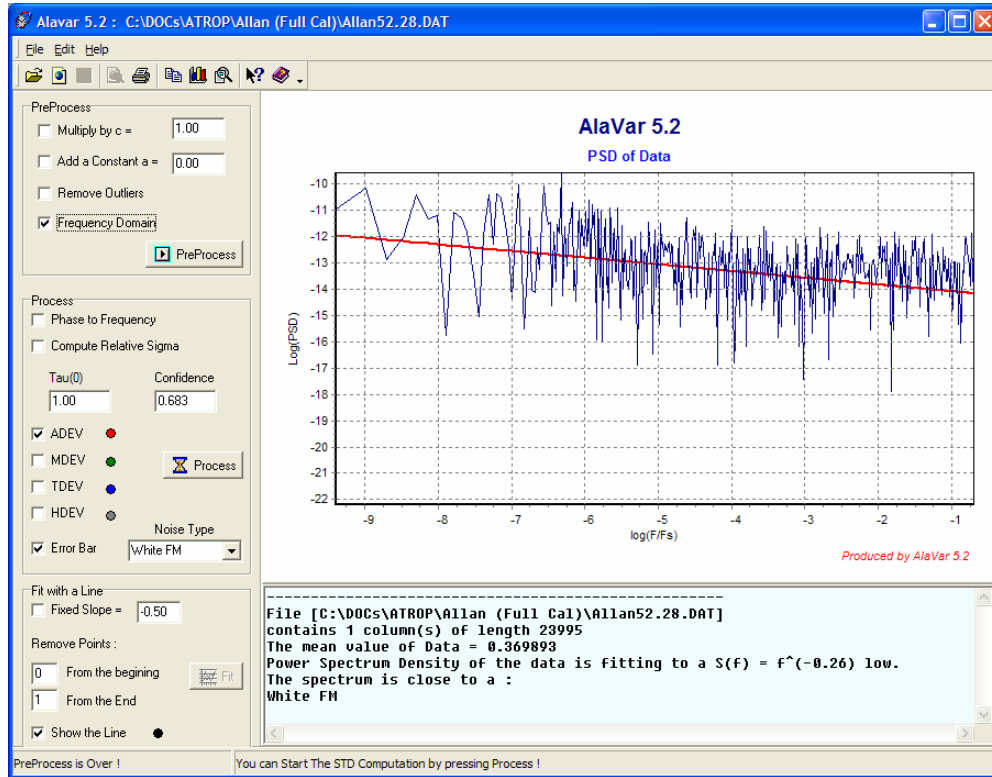 Alavar 5.2 : C:\DOCs\ATROP\Allan (Full Cal)\Allan52.28.DAT
File Edit Help
PreProcess
Multiply by c = 1.00
Add a Constant a = 0.00
Remove Outliers
Frequency Domain
PreProcess
Process
Phase to Frequency
Compute Relative Sigma
Tau(0) Confidence
1.00 0.683
ADEV
MDEV
Process
TDEV
HDEV
Noise Type
Error Bar White FM
Fit with a Line
Fixed Slope = -0.50
Remove Points :
0 From the begining
Fit
1 From the End
Show the Line
AlaVar 5.2
PSD of Data
Log(PSD)
-10
-11
-12
-13
-14
-15
-16
-17
-18
-19
-20
-21
-22
-9 -8 -7 -6 -5 -4 -3 -2 -1
log(F/Fs)
Produced by AlaVar 5.2
------------------------------------------------------
File [C:\DOCs\ATROP\Allan (Full Cal)\Allan52.28.DAT]
contains 1 column(s) of length 23995
The mean value of Data = 0.369893
Power Spectrum Density of the data is fitting to a S(f) = f^(-0.26) low.
The spectrum is close to a :
White FM
PreProcess is Over ! You can Start The STD Computation by pressing Process !